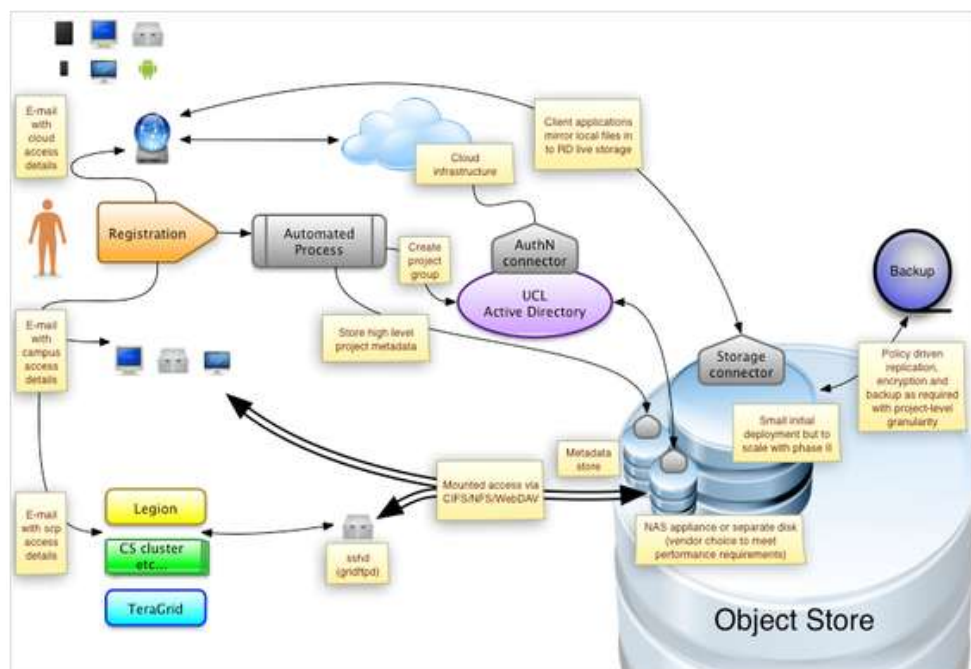 E-mail
with
cloud
access
details
Client applications
mirror local files in
to RD live storage
Cloud
infrastructure
Registration
Automated
Process
Create
project
group
AuthN
connector
UCL
Active Directory
Backup
E-mail
with
campus
access
details
Store high level
project metadata
Storage
connector
Policy driven
replication,
encryption and
backup as required
with project-level
granularity
Small initial
deployment but to
scale with phase II
Metadata
store
Mounted access via
CIFS/NFS/WebDAV
E-mail
with scp
access
details
Legion
CS cluster
etc...
TeraGrid
sshd
(gridftpd)
NAS appliance or separate disk
(vendor choice to meet
performance requirements)
Object Store